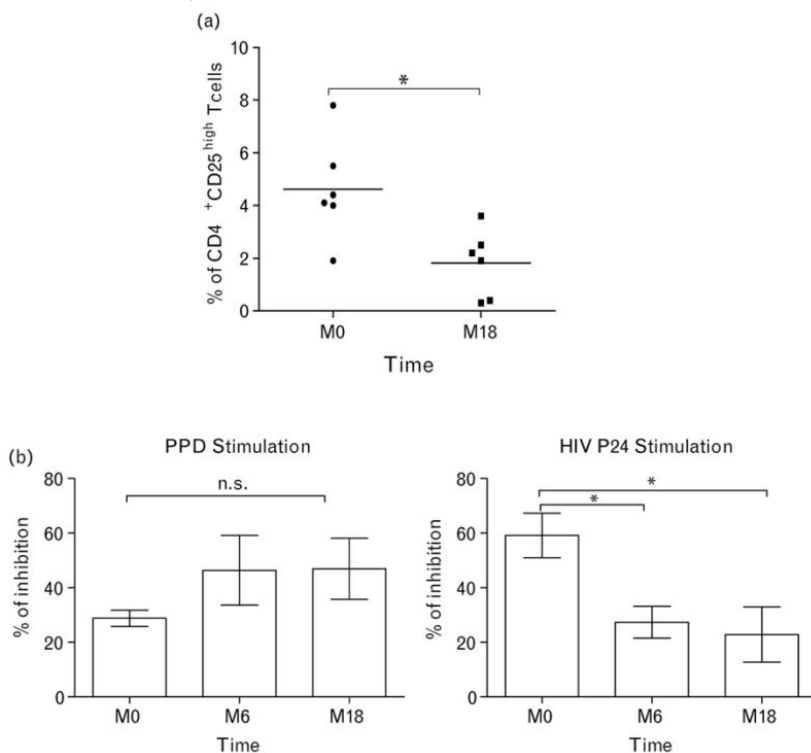 (a)
% of CD4 +CD25high Tcells
10
8
6
4
2
0
*
M0 M18
Time
(b)
PPD Stimulation
% of inhibition
80
60
40
20
0
n.s.
M0 M6 M18
Time
HIV P24 Stimulation
% of inhibition
80
60
40
20
0
*
*
M0 M6 M18
Time